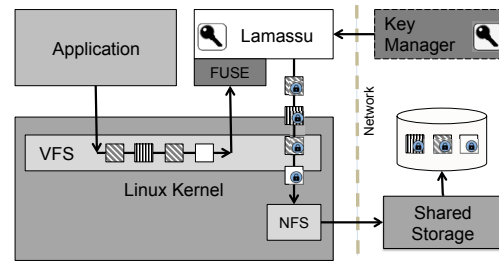 Application
Lamassu
FUSE
Key
Manager
Network
VFS
Linux Kernel
NFS
Shared
Storage